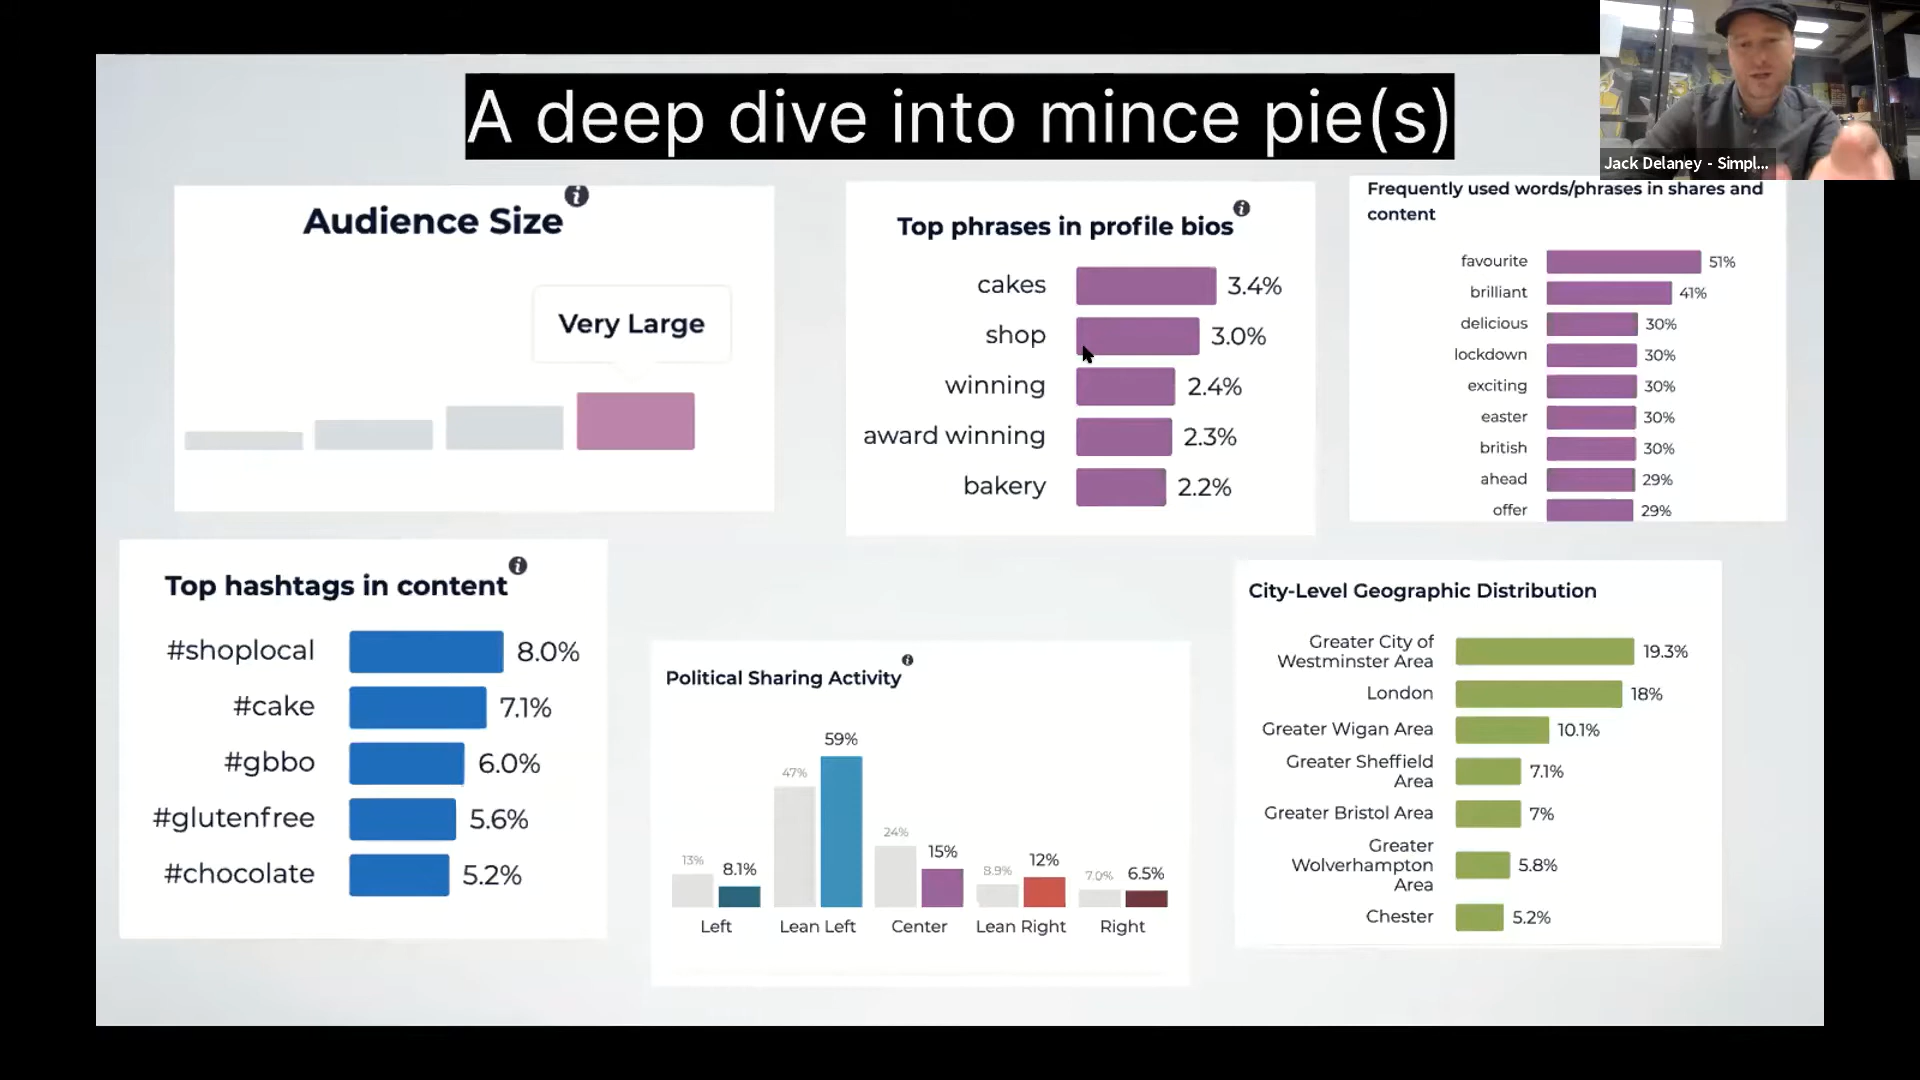 A deep dive into mince pie(s)
Jack Delaney - Simpl...
Audience Size
Very Large
Top phrases in profile bios
cakes 3.4%
shop 3.0%
winning 2.4%
award winning 2.3%
bakery 2.2%
Frequently used words/phrases in shares and
content
favourite 51%
brilliant 41%
delicious 30%
lockdown 30%
exciting 30%
easter 30%
british 30%
ahead 29%
offer 29%
Top hashtags in content
#shoplocal 8.0%
#cake 7.1%
#gbbo 6.0%
#glutenfree 5.6%
#chocolate 5.2%
Political Sharing Activity
13% 8.1% 47% 59% 24% 15% 8.9% 12% 7.0% 6.5%
Left Lean Left Center Lean Right Right
City-Level Geographic Distribution
Greater City of
Westminster Area 19.3%
London 18%
Greater Wigan Area 10.1%
Greater Sheffield
Area 7.1%
Greater Bristol Area 7%
Greater
Wolverhampton 5.8%
Area
Chester 5.2%